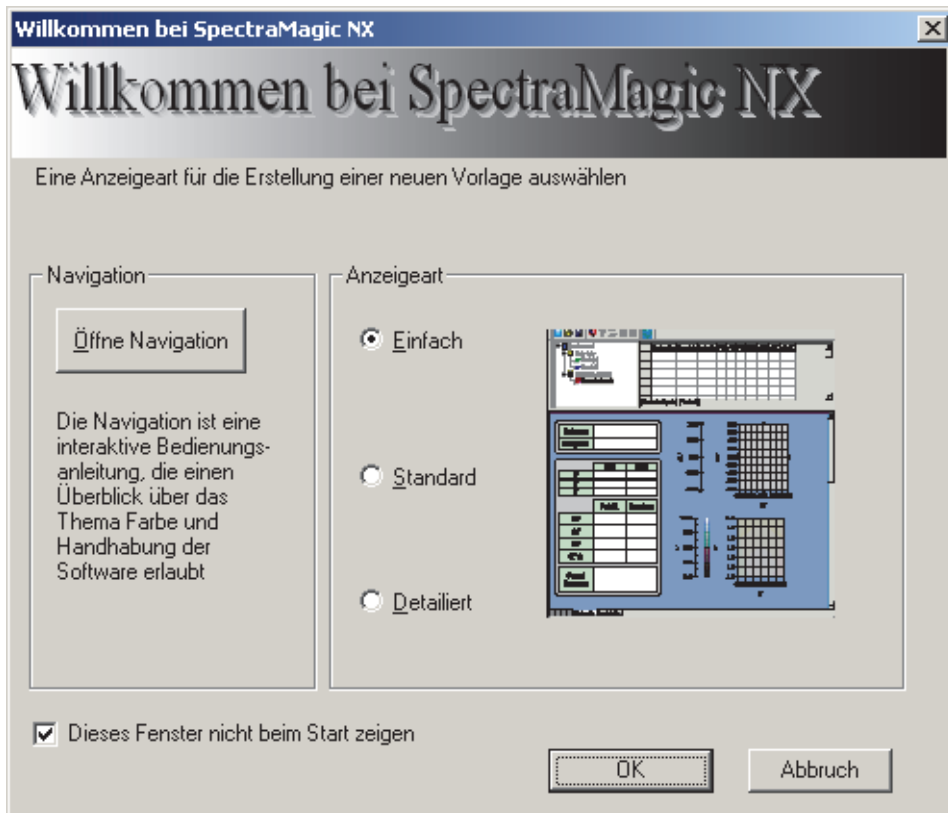 Willkommen bei SpectraMagic NX
Willkommen bei SpectraMagic NX
Eine Anzeigeart für die Erstellung einer neuen Vorlage auswählen
Navigation
Öffne Navigation
Die Navigation ist eine
interaktive Bedienungs-
anleitung, die einen
Überblick über das
Thema Farbe und
Handhabung der
Software erlaubt
Anzeigeart
Einfach
Standard
Detailiert
Dieses Fenster nicht beim Start zeigen
OK
Abbruch